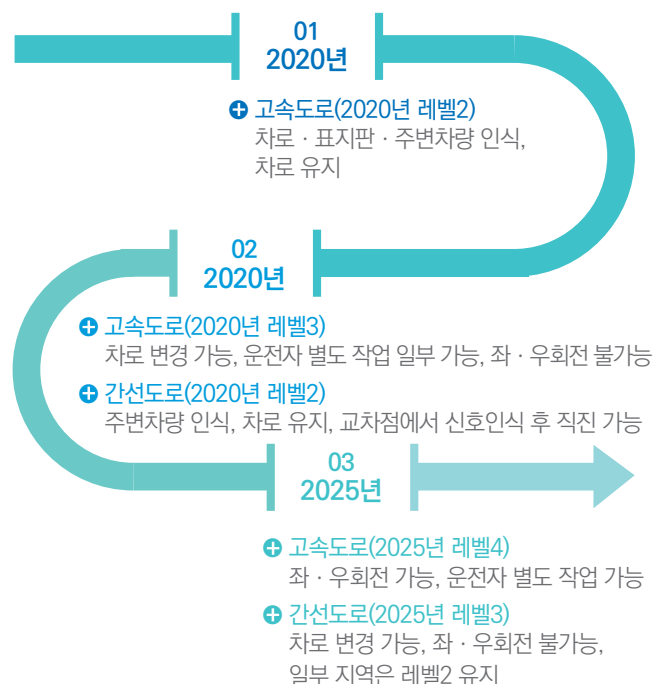 01
2020년
고속도로(2020년 레벨2)
차로 · 표지판 · 주변차량 인식,
차로 유지
02
2020년
고속도로(2020년 레벨3)
차로 변경 가능, 운전자 별도 작업 일부 가능, 좌 · 우회전 불가능
간선도로(2020년 레벨2)
주변차량 인식, 차로 유지, 교차점에서 신호인식 후 직진 가능
03
2025년
고속도로(2025년 레벨4)
좌 · 우회전 가능, 운전자 별도 작업 가능
간선도로(2025년 레벨3)
차로 변경 가능, 좌 · 우회전 불가능,
일부 지역은 레벨2 유지